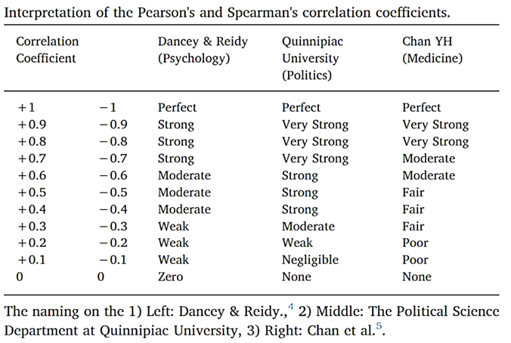 Interpretation of the Pearson's and Spearman's correlation coefficients.
Correlation Coefficient Dancey & Reidy (Psychology) Quinnipiac University (Politics) Chan YH (Medicine)
+1 −1 Perfect Perfect Perfect
+0.9 −0.9 Strong Very Strong Very Strong
+0.8 −0.8 Strong Very Strong Very Strong
+0.7 −0.7 Strong Very Strong Moderate
+0.6 −0.6 Moderate Strong Moderate
+0.5 −0.5 Moderate Strong Fair
+0.4 −0.4 Moderate Strong Fair
+0.3 −0.3 Weak Moderate Fair
+0.2 −0.2 Weak Weak Poor
+0.1 −0.1 Weak Negligible Poor
0 0 Zero None None
The naming on the 1) Left: Dancey & Reidy.,4 2) Middle: The Political Science
Department at Quinnipiac University, 3) Right: Chan et al.5.